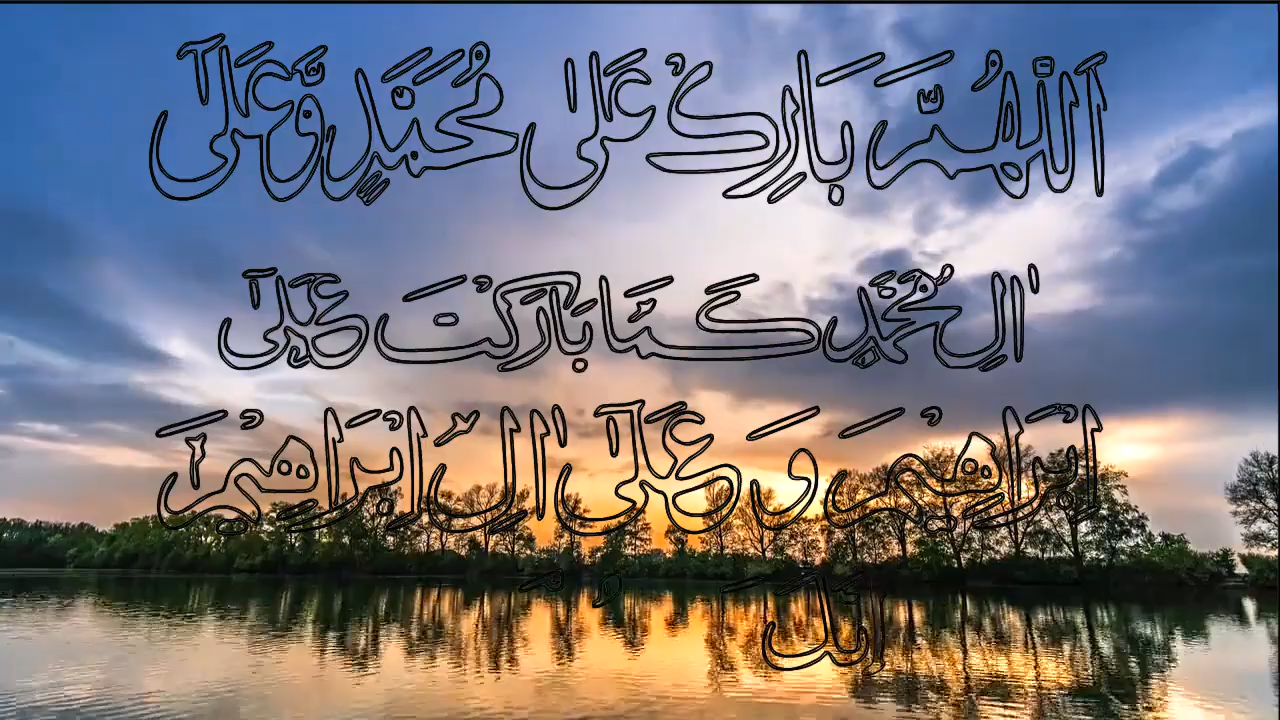 اَللّٰهُمَّ بَارِكْ عَلٰى مُحَمَّدٍ وَّعَلٰٓى
اٰلِ مُحَمَّدٍ كَمَا بَارَكْتَ عَلٰٓى
اِبْرَاهِيْمَ وَ عَلٰٓى اٰلِ اِبْرَاهِيْمَ
اِنَّكَ